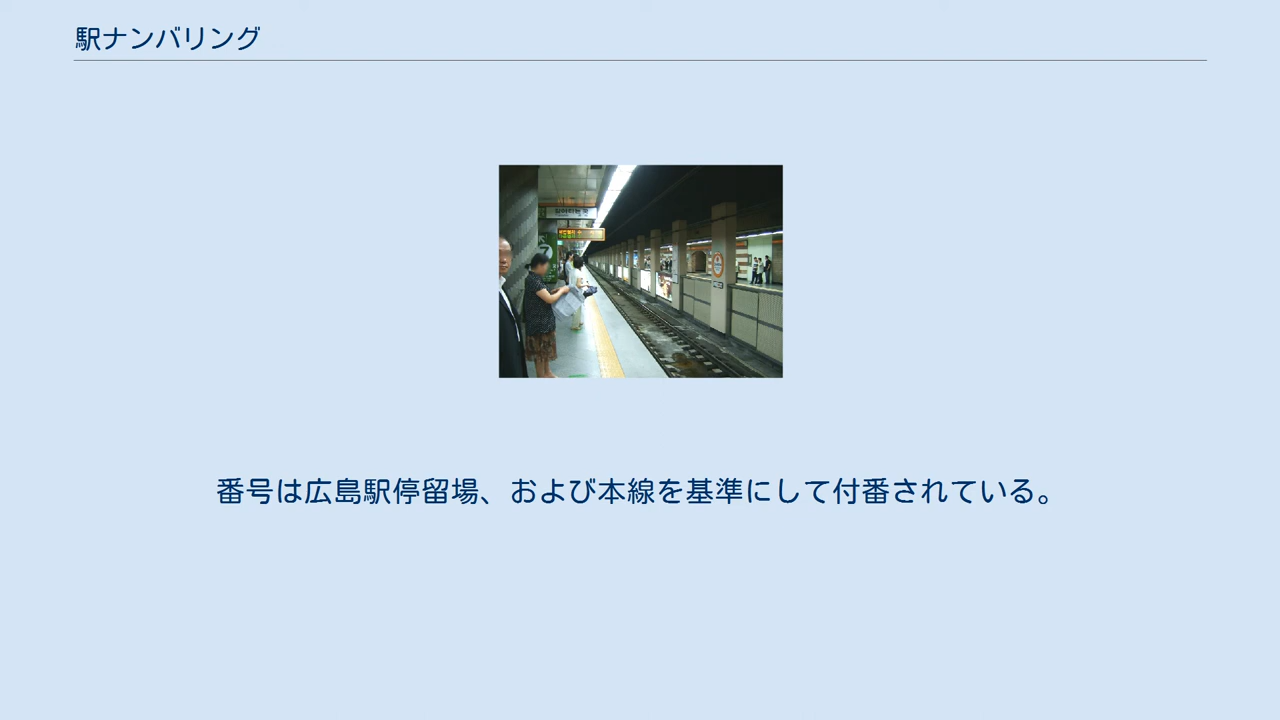 駅ナンバリング
7
番号は広島駅停留場、および本線を基準にして付番されている。